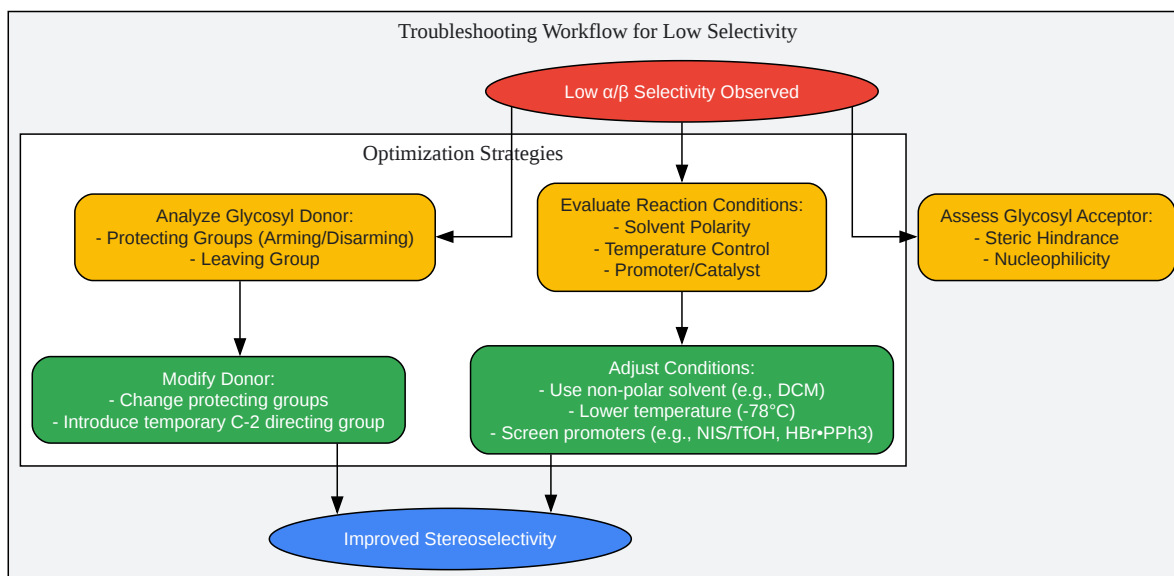 Troubleshooting Workflow for Low Selectivity
Low α/β Selectivity Observed
Optimization Strategies
Analyze Glycosyl Donor:
- Protecting Groups (Arming/Disarming)
- Leaving Group
Evaluate Reaction Conditions:
- Solvent Polarity
- Temperature Control
- Promoter/Catalyst
Assess Glycosyl Acceptor:
- Steric Hindrance
- Nucleophilicity
Modify Donor:
- Change protecting groups
- Introduce temporary C-2 directing group
Adjust Conditions:
- Use non-polar solvent (e.g., DCM)
- Lower temperature (-78°C)
- Screen promoters (e.g., NIS/TfOH, HBr•PPh3)
Improved Stereoselectivity